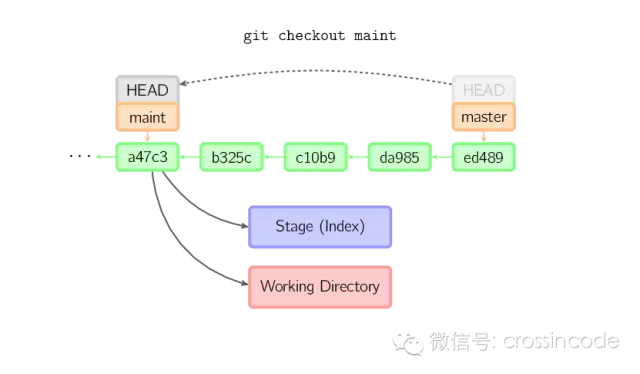 git checkout maint
HEAD HEAD
maint master
··· a47c3 b325c c10b9 da985 ed489
Stage (Index)
Working Directory
微信号: crossincode